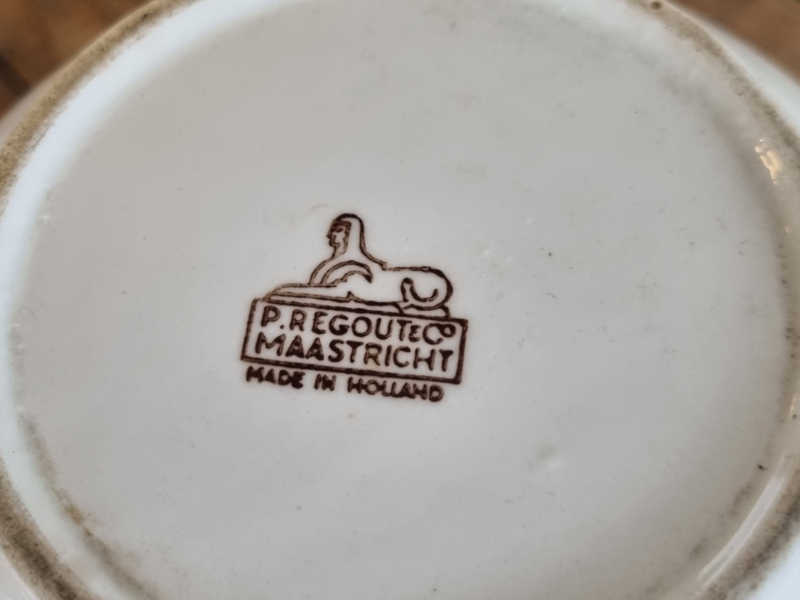 P. REGOUT & Co
MAASTRICHT
MADE IN HOLLAND